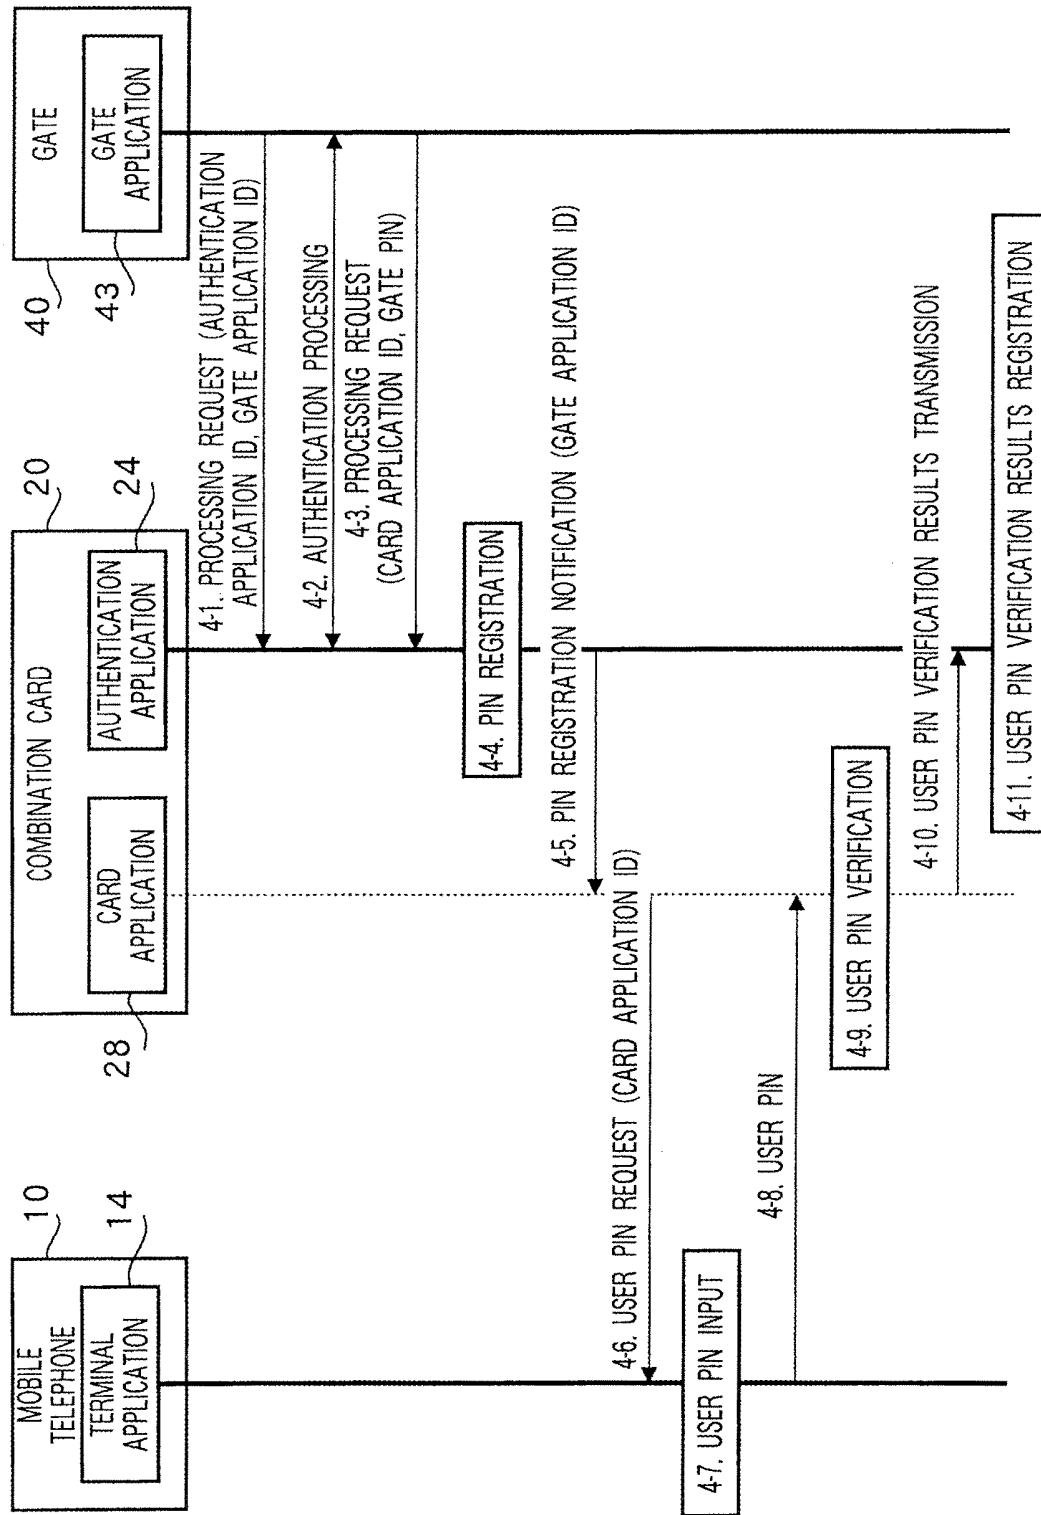 MOBILE
TELEPHONE
10
TERMINAL
APPLICATION
14
COMBINATION CARD
20
CARD
APPLICATION
28
AUTHENTICATION
APPLICATION
24
GATE
40
GATE
APPLICATION
43
4-1. PROCESSING REQUEST (AUTHENTICATION
APPLICATION ID, GATE APPLICATION ID)
4-2. AUTHENTICATION PROCESSING
4-3. PROCESSING REQUEST
(CARD APPLICATION ID, GATE PIN)
4-4. PIN REGISTRATION
4-5. PIN REGISTRATION NOTIFICATION (GATE APPLICATION ID)
4-6. USER PIN REQUEST (CARD APPLICATION ID)
4-7. USER PIN INPUT
4-8. USER PIN
4-9. USER PIN VERIFICATION
4-10. USER PIN VERIFICATION RESULTS TRANSMISSION
4-11. USER PIN VERIFICATION RESULTS REGISTRATION